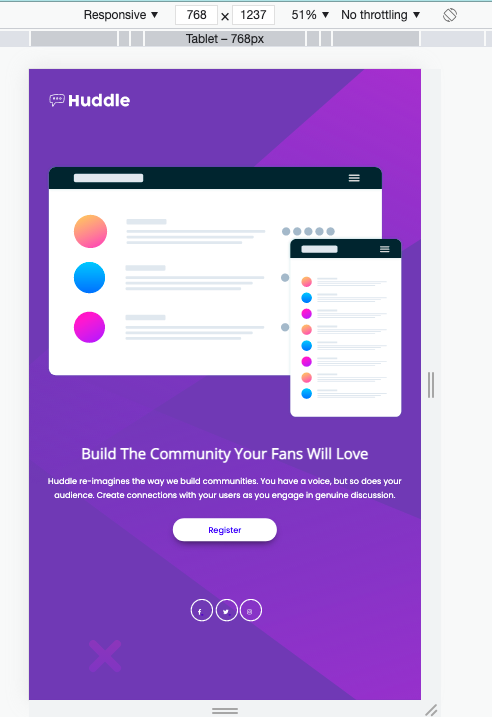 Responsive ▼ 768 × 1237 51% ▼ No throttling ▼
Tablet – 768px
Huddle
Build The Community Your Fans Will Love
Huddle re-imagines the way we build communities. You have a voice, but so does your
audience. Create connections with your users as you engage in genuine discussion.
Register